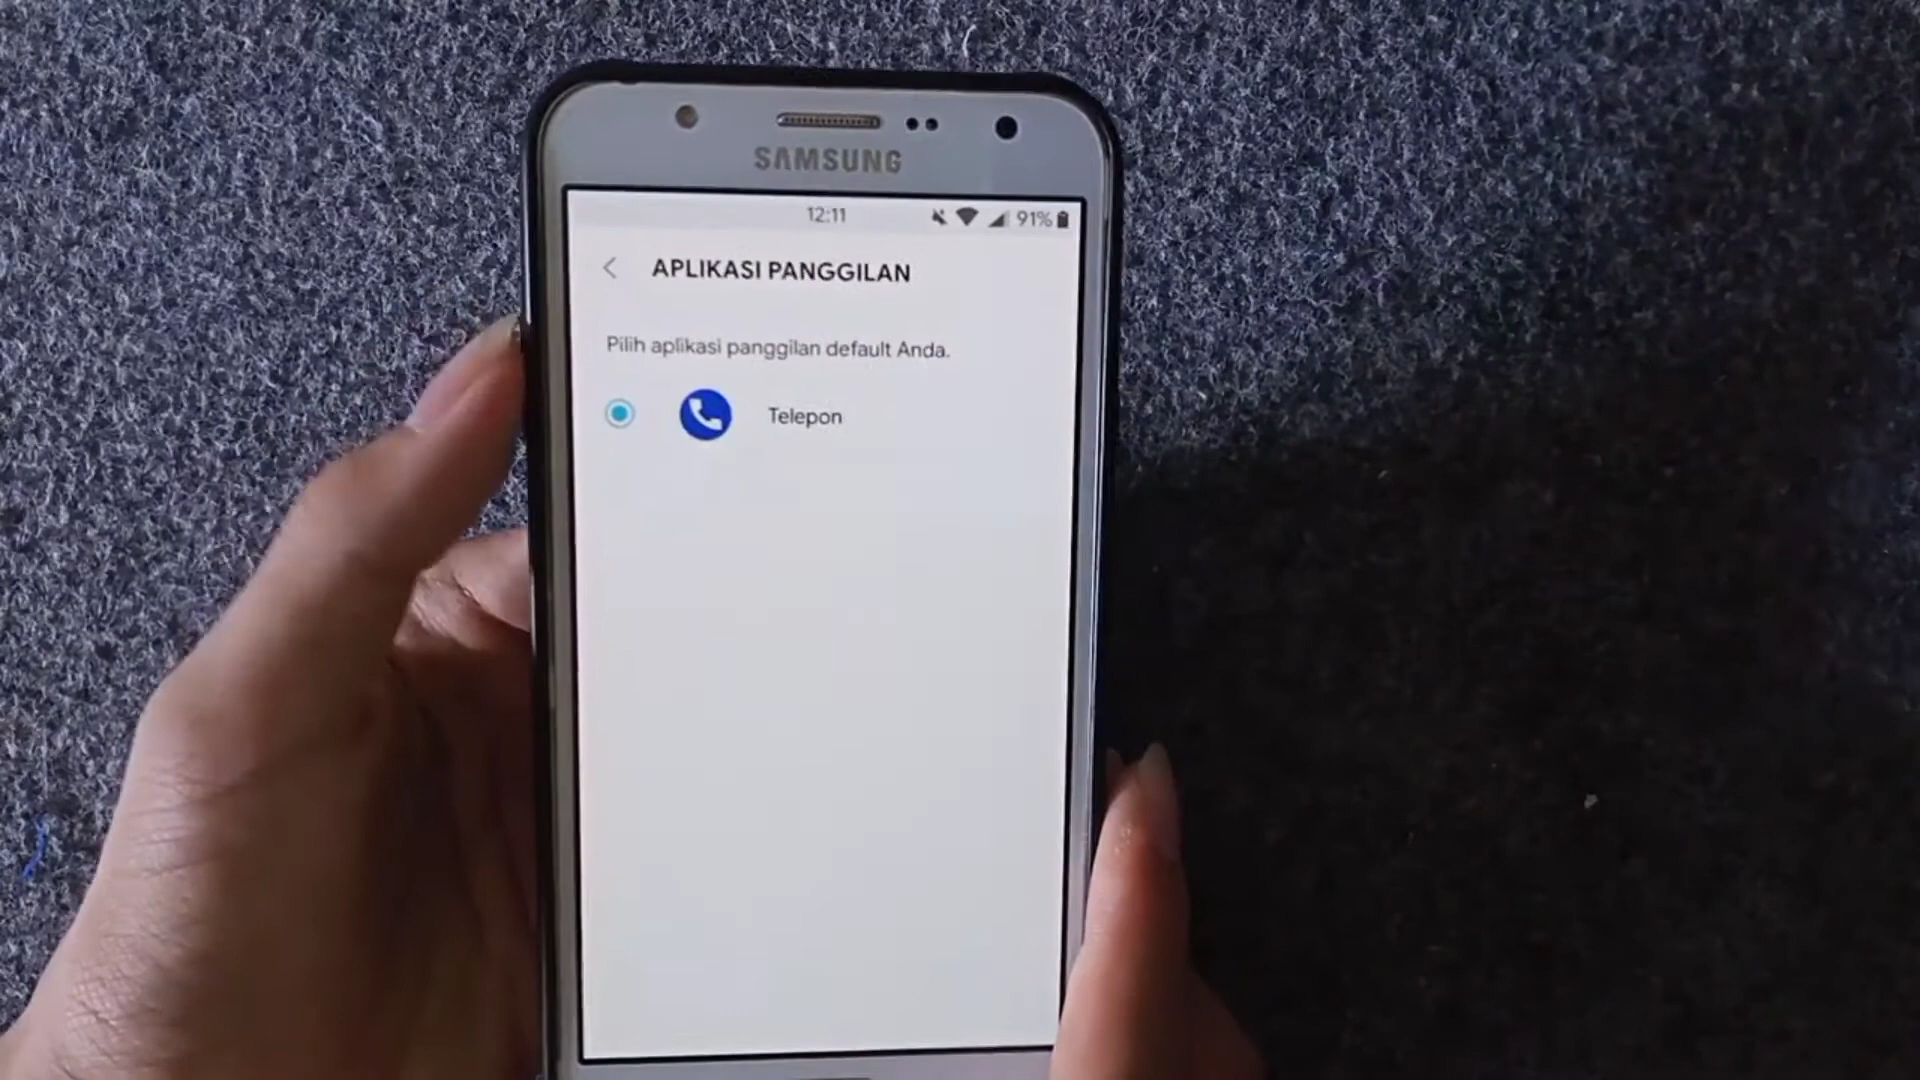 SAMSUNG
12:11 91%
APLIKASI PANGGILAN
Pilih aplikasi panggilan default Anda.
Telepon